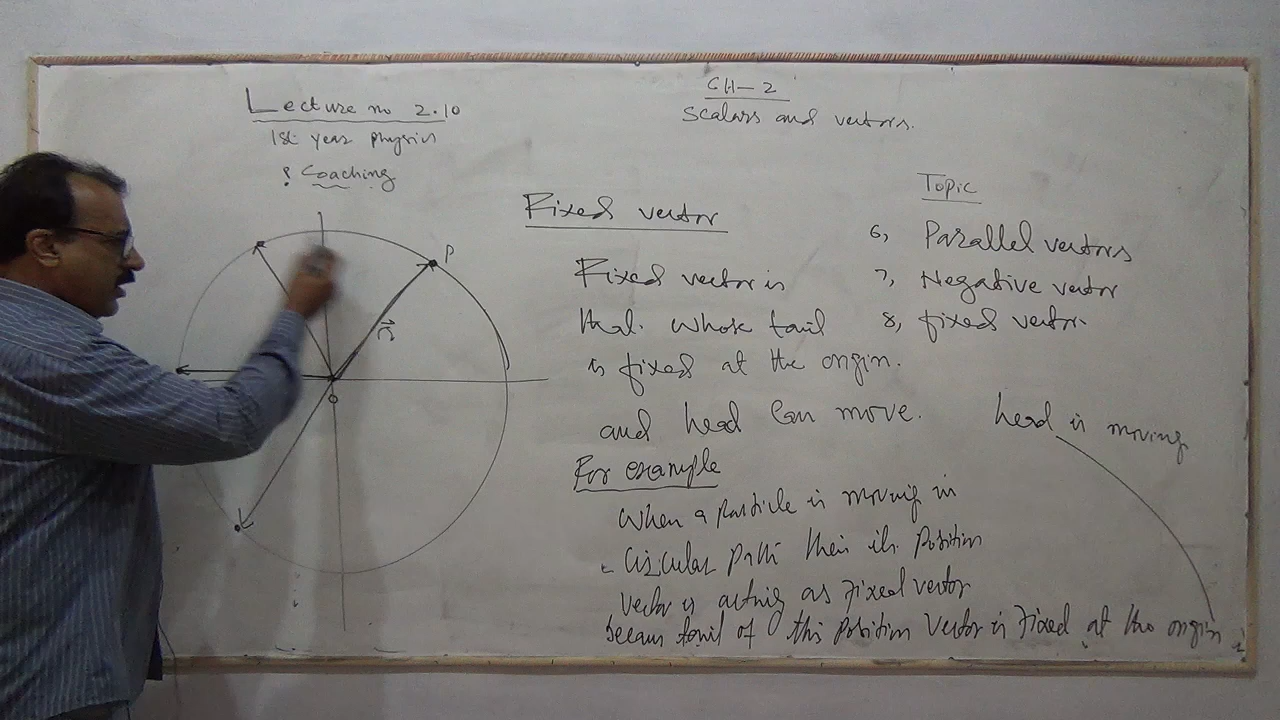 Lecture no 2.10
1st year physics
: Coaching
CH-2
Scalars and vectors.
Topic
6, Parallel vectors
7, Negative vector
8, fixed vector.
P
r
O
Fixed vector
Fixed vector is
that. whose tail
is fixed at the origin.
and head can move.
head is moving
For example
When a particle is moving in
circular path then its position
vector is acting as Fixed vector
tail of this position vector is Fixed at the origin